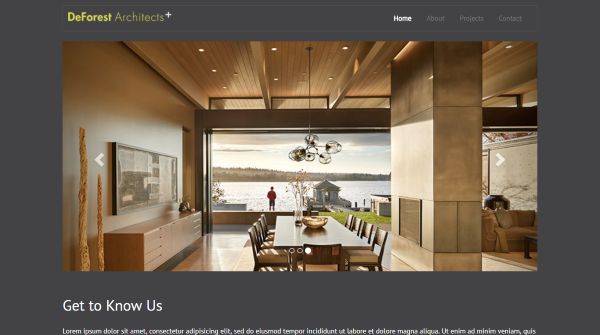 DeForest Architects+
Home About Projects Contact
Get to Know Us
Lorem ipsum dolor sit amet, consectetur adipisicing elit, sed do eiusmod tempor incididunt ut labore et dolore magna aliqua. Ut enim ad minim veniam, quis